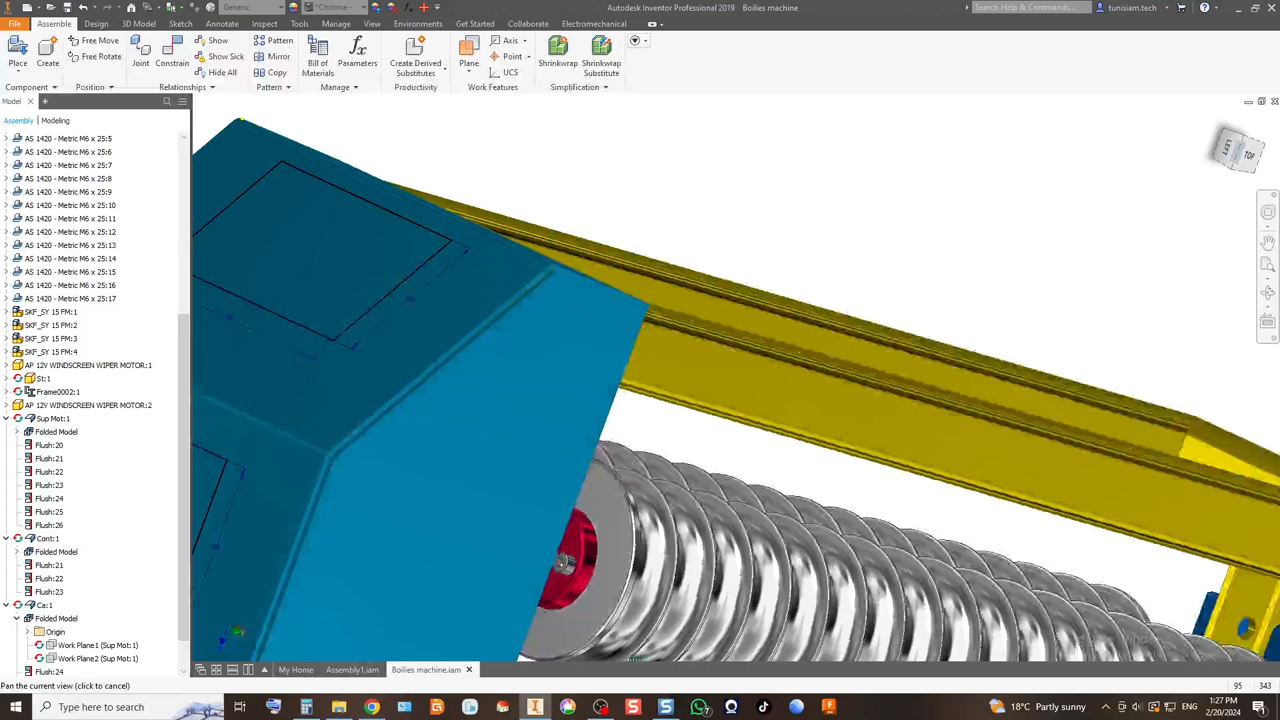 Generic
Chrome
Autodesk Inventor Professional 2019   Boilies machine
Search Help & Commands...
tunisiam.tech
File
Assemble
Design
3D Model
Sketch
Annotate
Inspect
Tools
Manage
View
Environments
Get Started
Collaborate
Electromechanical
Free Move
Free Rotate
Show
Show Sick
Hide All
Pattern
Mirror
Copy
Axis
Point
UCS
Place
Create
Joint
Constrain
Bill of Materials
Parameters
Create Derived Substitutes
Plane
Shrinkwrap
Shrinkwrap Substitute
Component
Position
Relationships
Pattern
Manage
Productivity
Work Features
Simplification
Model
Assembly
Modeling
AS 1420 - Metric M6 x 25:5
AS 1420 - Metric M6 x 25:6
AS 1420 - Metric M6 x 25:7
AS 1420 - Metric M6 x 25:8
AS 1420 - Metric M6 x 25:9
AS 1420 - Metric M6 x 25:10
AS 1420 - Metric M6 x 25:11
AS 1420 - Metric M6 x 25:12
AS 1420 - Metric M6 x 25:13
AS 1420 - Metric M6 x 25:14
AS 1420 - Metric M6 x 25:15
AS 1420 - Metric M6 x 25:16
AS 1420 - Metric M6 x 25:17
SKF_SY 15 FM:1
SKF_SY 15 FM:2
SKF_SY 15 FM:3
SKF_SY 15 FM:4
AP 12V WINDSCREEN WIPER MOTOR:1
St:1
Frame0002:1
AP 12V WINDSCREEN WIPER MOTOR:2
Sup Mot:1
Folded Model
Flush:20
Flush:21
Flush:22
Flush:23
Flush:24
Flush:25
Flush:26
Cont:1
Folded Model
Flush:21
Flush:22
Flush:23
Ca:1
Folded Model
Origin
Work Plane1 (Sup Mot:1)
Work Plane2 (Sup Mot:1)
Flush:24
LEFT
TOP
My Home
Assembly1.iam
Boilies machine.iam
Pan the current view (click to cancel)
95
343
Type here to search
7
18°C Partly sunny
ENG
1:27 PM
2/20/2024